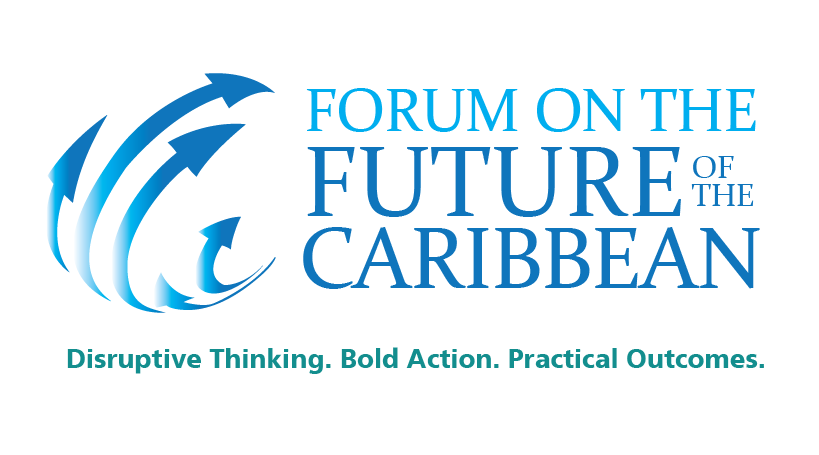 FORUM ON THE
FUTURE OF THE
CARIBBEAN
Disruptive Thinking. Bold Action. Practical Outcomes.